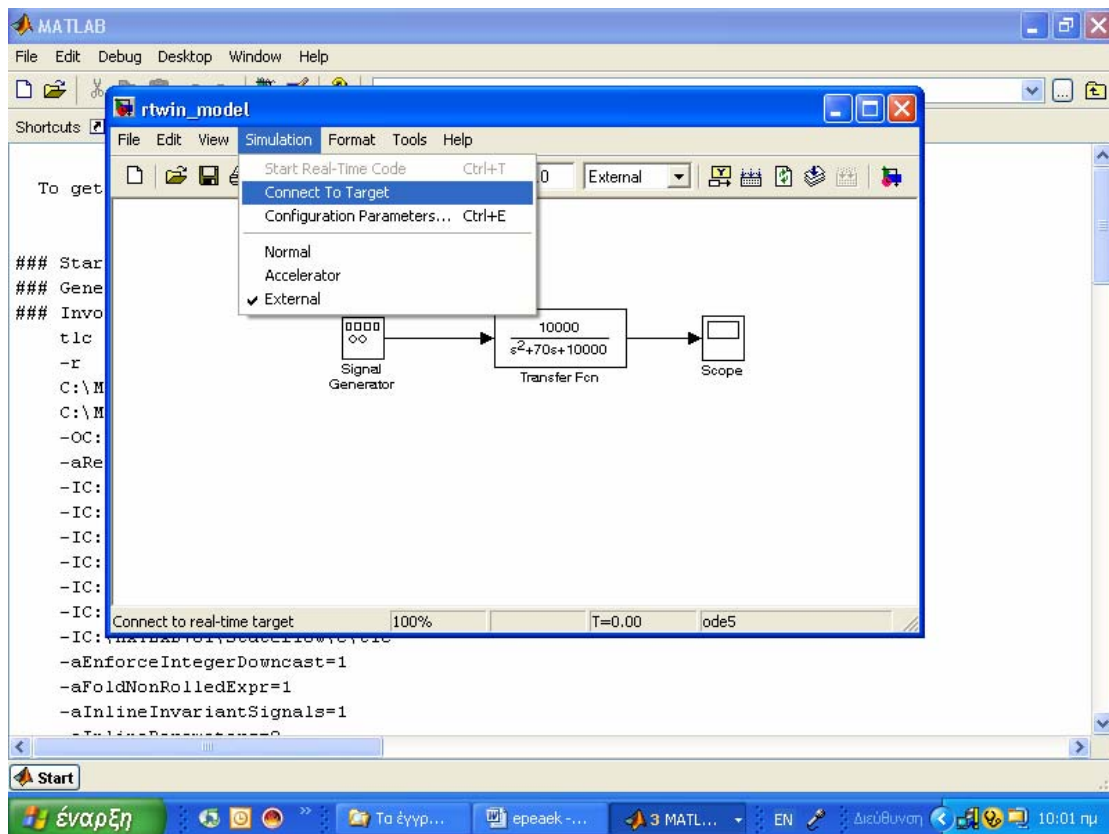 MATLAB
File Edit Debug Desktop Window Help
Shortcuts
rtwin_model
File Edit View Simulation Format Tools Help
Start Real-Time Code Ctrl+T
Connect To Target
Configuration Parameters... Ctrl+E
Normal
Accelerator
External
.0 External
To get
### Star
### Gene
### Invo
tlc
-r
C:\M
C:\M
-OC:
-aRe
-IC:
-IC:
-IC:
-IC:
-IC:
-IC:
10000
s2+70s+10000
Signal
Generator
Transfer Fcn
Scope
Connect to real-time target 100% T=0.00 ode5
-aEnforceIntegerDowncast=1
-aFoldNonRolledExpr=1
-aInlineInvariantSignals=1
Start
έναρξη Τα έγγρ... epeaek -... 3 MATL... EN Διεύθυνση 10:01 πμ